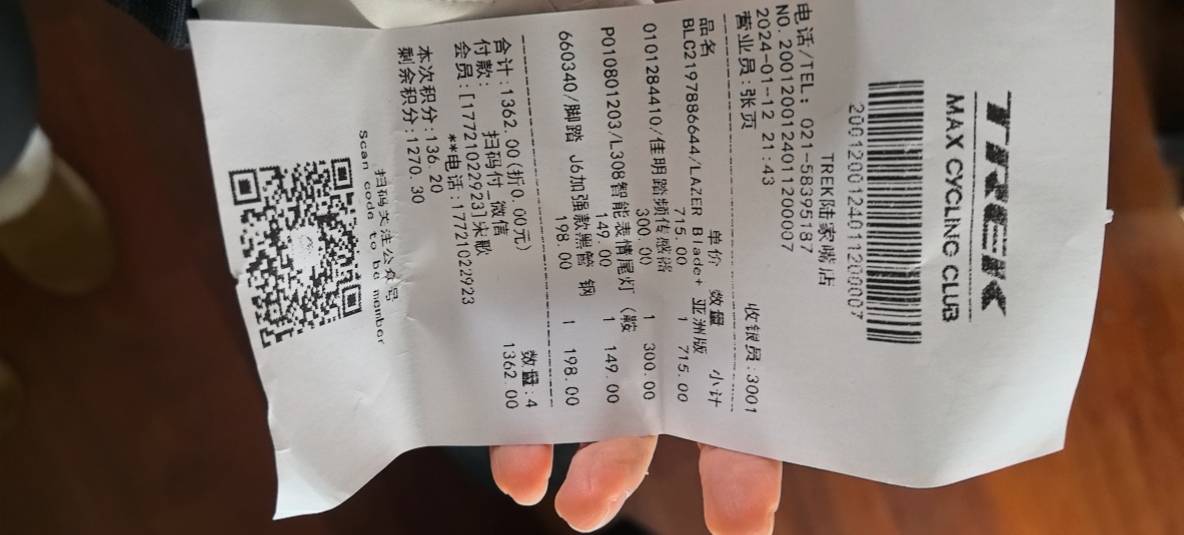 TREK
MAX CYCLING CLUB
2001200124011200007
TREK陆家嘴店
电话/TEL: 021-58395187
NO.2001200124011200007
2024-01-12 21:43
营业员:张页 收银员:3001
品名 单价 数量 小计
BLC2197886644/LAZER Blade+ 亚洲版
715.00 1 715.00
0101284410/佳明踏频传感器
300.00 1 300.00
P010801203/L308智能表情尾灯 (鞍
149.00 1 149.00
660340/脚踏 J6加强款黑管 钢
198.00 1 198.00
数量:4
合计:1362.00(折0.00元) 1362.00
付款: 扫码付 微信
会员:[17721022923]宋歌
**电话:17721022923
本次积分:136.20
剩余积分:1270.30
扫码关注公众号
Scan code to be member